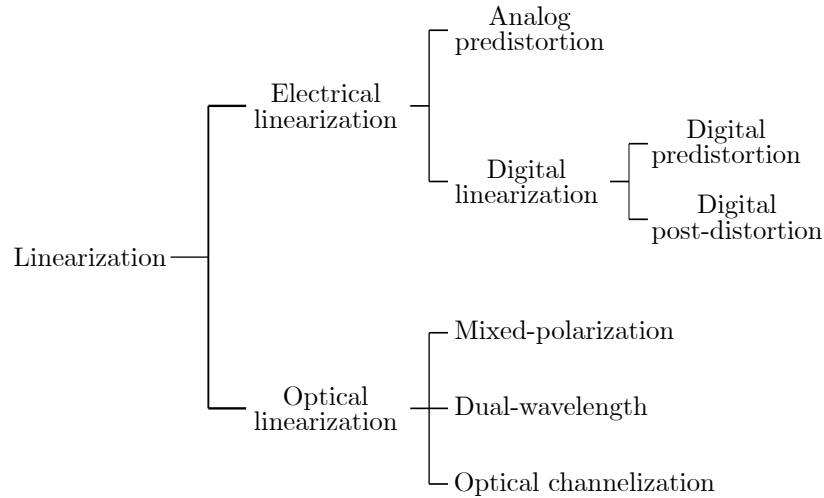 Analog
predistortion
Electrical
linearization
Digital
predistortion
Digital
linearization
Digital
post-distortion
Linearization
Mixed-polarization
Optical
linearization
Dual-wavelength
Optical channelization